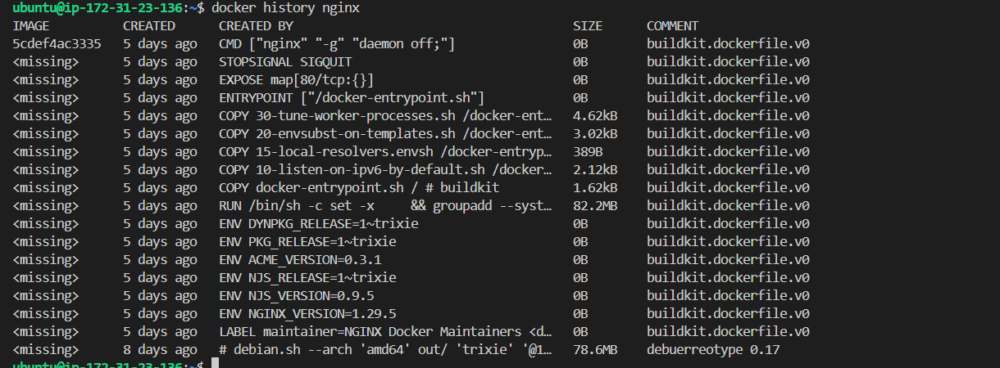 ubuntu@ip-172-31-23-136:~$ docker history nginx
IMAGE CREATED CREATED BY SIZE COMMENT
5cdef4ac3335 5 days ago CMD ["nginx" "-g" "daemon off;"] 0B buildkit.dockerfile.v0
<missing> 5 days ago STOPSIGNAL SIGQUIT 0B buildkit.dockerfile.v0
<missing> 5 days ago EXPOSE map[80/tcp:{}] 0B buildkit.dockerfile.v0
<missing> 5 days ago ENTRYPOINT ["/docker-entrypoint.sh"] 0B buildkit.dockerfile.v0
<missing> 5 days ago COPY 30-tune-worker-processes.sh /docker-ent… 4.62kB buildkit.dockerfile.v0
<missing> 5 days ago COPY 20-envsubst-on-templates.sh /docker-ent… 3.02kB buildkit.dockerfile.v0
<missing> 5 days ago COPY 15-local-resolvers.envsh /docker-entryp… 389B buildkit.dockerfile.v0
<missing> 5 days ago COPY 10-listen-on-ipv6-by-default.sh /docker… 2.12kB buildkit.dockerfile.v0
<missing> 5 days ago COPY docker-entrypoint.sh / # buildkit 1.62kB buildkit.dockerfile.v0
<missing> 5 days ago RUN /bin/sh -c set -x && groupadd --syst… 82.2MB buildkit.dockerfile.v0
<missing> 5 days ago ENV DYNPKG_RELEASE=1~trixie 0B buildkit.dockerfile.v0
<missing> 5 days ago ENV PKG_RELEASE=1~trixie 0B buildkit.dockerfile.v0
<missing> 5 days ago ENV ACME_VERSION=0.3.1 0B buildkit.dockerfile.v0
<missing> 5 days ago ENV NJS_RELEASE=1~trixie 0B buildkit.dockerfile.v0
<missing> 5 days ago ENV NJS_VERSION=0.9.5 0B buildkit.dockerfile.v0
<missing> 5 days ago ENV NGINX_VERSION=1.29.5 0B buildkit.dockerfile.v0
<missing> 5 days ago LABEL maintainer=NGINX Docker Maintainers <d… 0B buildkit.dockerfile.v0
<missing> 8 days ago # debian.sh --arch 'amd64' out/ 'trixie' '@1… 78.6MB debuerreotype 0.17
ubuntu@ip-172-31-23-136:~$